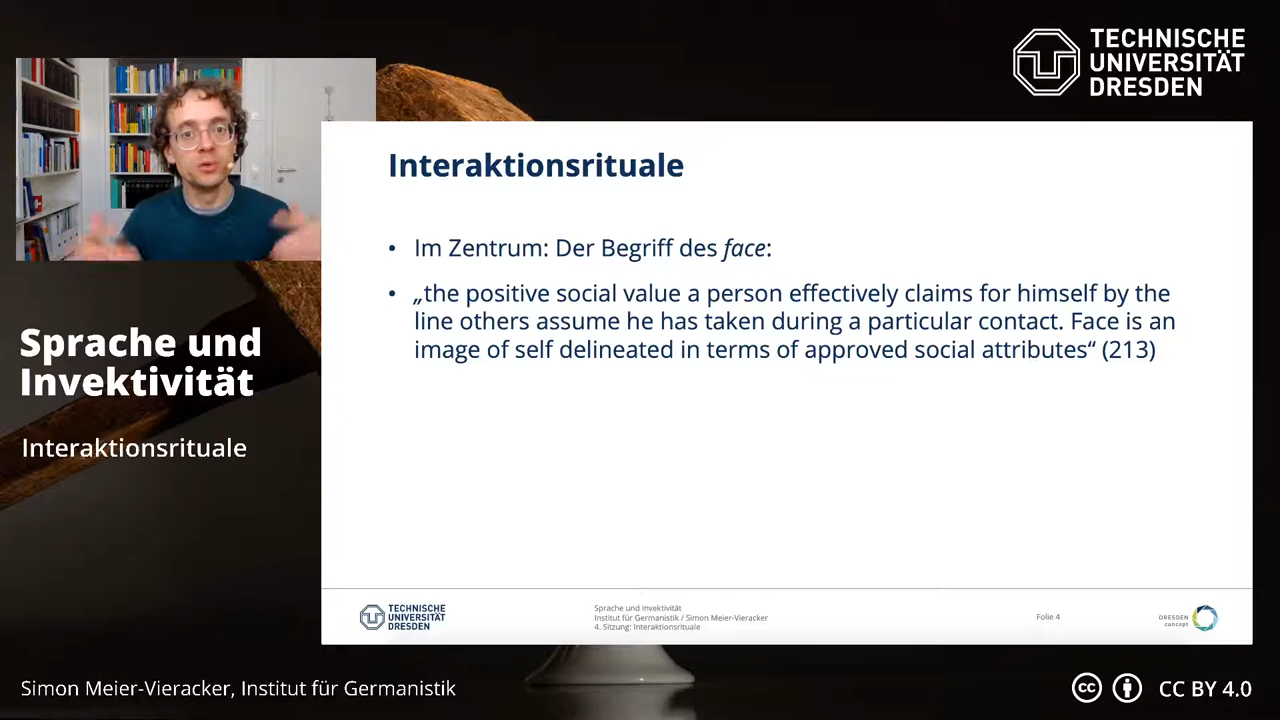 TECHNISCHE
UNIVERSITÄT
DRESDEN
Interaktionsrituale
• Im Zentrum: Der Begriff des face:
• „the positive social value a person effectively claims for himself by the
line others assume he has taken during a particular contact. Face is an
image of self delineated in terms of approved social attributes“ (213)
Sprache und
Invektivität
Interaktionsrituale
TECHNISCHE
UNIVERSITÄT
DRESDEN
Sprache und Invektivität
Institut für Germanistik / Simon Meier-Vieracker
4. Sitzung: Interaktionsrituale
Folie 4
DRESDEN
concept
Simon Meier-Vieracker, Institut für Germanistik
cc
CC BY 4.0